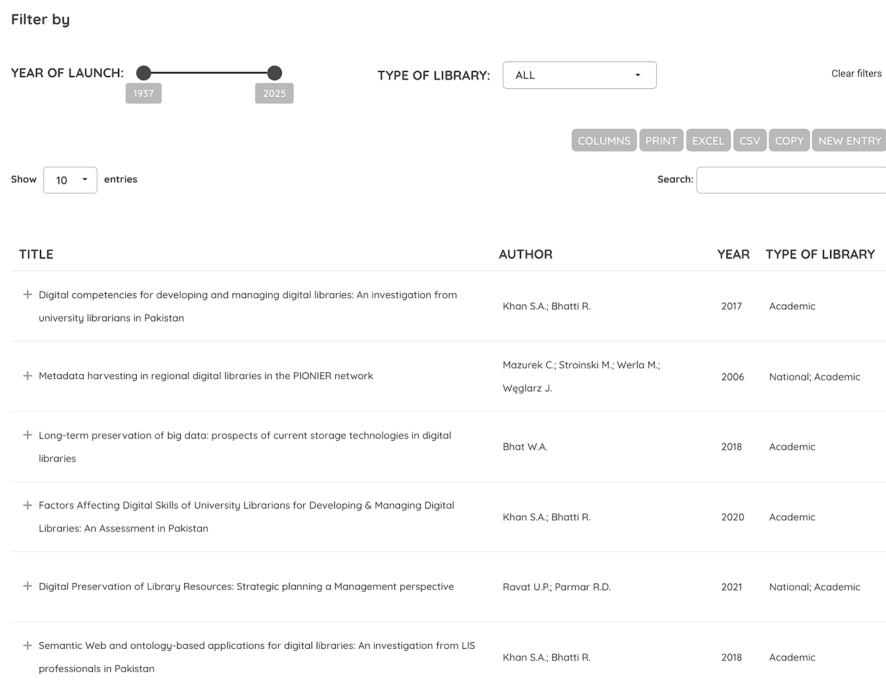 Filter by
YEAR OF LAUNCH:
1937
2025
TYPE OF LIBRARY:
ALL
Clear filters
COLUMNS
PRINT
EXCEL
CSV
COPY
NEW ENTRY
Show
10
entries
Search:
TITLE
AUTHOR
YEAR
TYPE OF LIBRARY
Digital competencies for developing and managing digital libraries: An investigation from
university librarians in Pakistan
Khan S.A.; Bhatti R.
2017
Academic
Metadata harvesting in regional digital libraries in the PIONIER network
Mazurek C.; Stroinski M.; Werla M.;
Węglarz J.
2006
National; Academic
Long-term preservation of big data: prospects of current storage technologies in digital
libraries
Bhat W.A.
2018
Academic
Factors Affecting Digital Skills of University Librarians for Developing & Managing Digital
Libraries: An Assessment in Pakistan
Khan S.A.; Bhatti R.
2020
Academic
Digital Preservation of Library Resources: Strategic planning a Management perspective
Ravat U.P.; Parmar R.D.
2021
National; Academic
Semantic Web and ontology-based applications for digital libraries: An investigation from LIS
professionals in Pakistan
Khan S.A.; Bhatti R.
2018
Academic